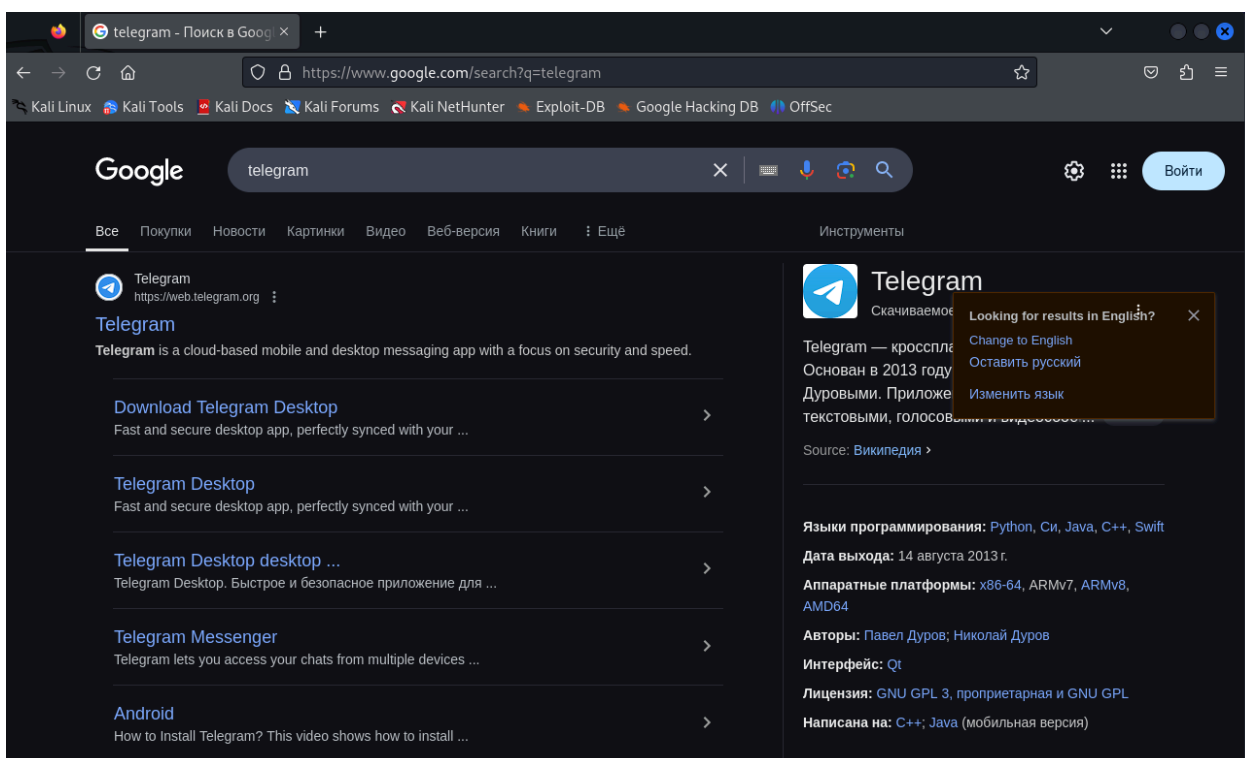 telegram - Поиск в Goog
https://www.google.com/search?q=telegram
Kali Linux Kali Tools Kali Docs Kali Forums Kali NetHunter Exploit-DB Google Hacking DB OffSec
Google telegram Войти
Все Покупки Новости Картинки Видео Веб-версия Книги Ещё Инструменты
Telegram
https://web.telegram.org
Telegram
Telegram is a cloud-based mobile and desktop messaging app with a focus on security and speed.
Download Telegram Desktop
Fast and secure desktop app, perfectly synced with your ...
Telegram Desktop
Fast and secure desktop app, perfectly synced with your ...
Telegram Desktop desktop ...
Telegram Desktop. Быстрое и безопасное приложение для ...
Telegram Messenger
Telegram lets you access your chats from multiple devices ...
Android
How to Install Telegram? This video shows how to install ...
Telegram
Скачиваемое
Looking for results in English?
Change to English
Оставить русский
Изменить язык
Telegram — кросспла
Основан в 2013 году
Дуровыми. Приложе
текстовыми, голосовыми и видеосооб ...
Source: Википедия
Языки программирования: Python, Си, Java, C++, Swift
Дата выхода: 14 августа 2013 г.
Аппаратные платформы: x86-64, ARMv7, ARMv8,
AMD64
Авторы: Павел Дуров; Николай Дуров
Интерфейс: Qt
Лицензия: GNU GPL 3, проприетарная и GNU GPL
Написана на: C++; Java (мобильная версия)